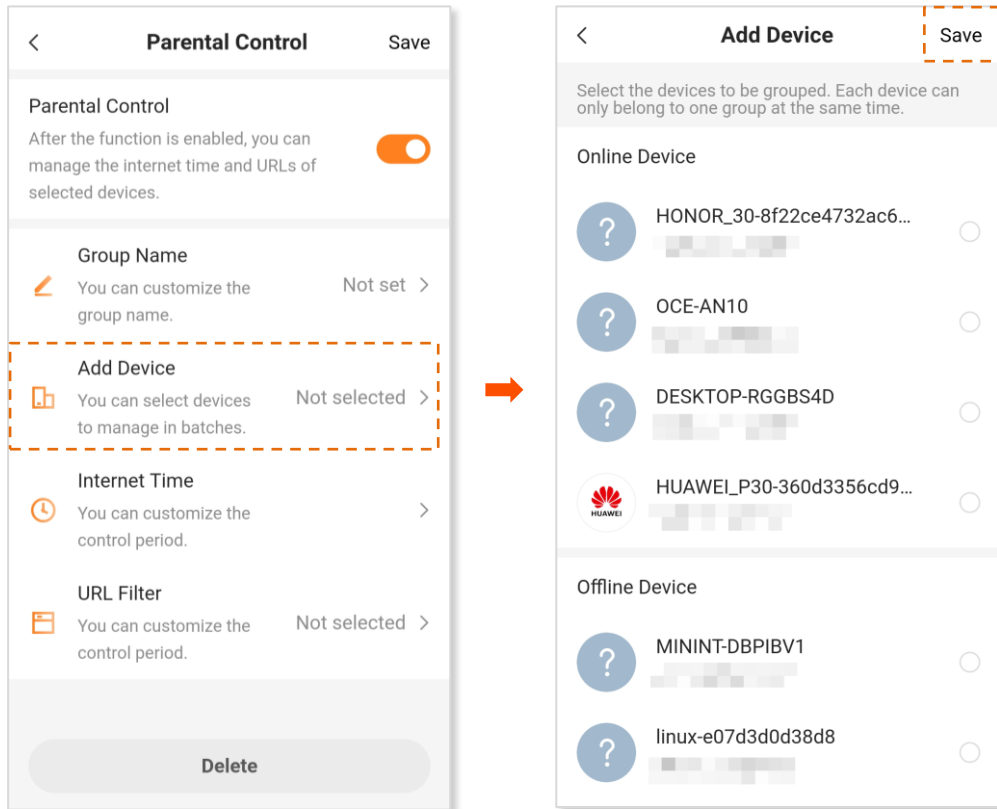 Parental Control
Save
Parental Control
After the function is enabled, you can
manage the internet time and URLs of
selected devices.
Group Name
You can customize the
group name.
Not set
Add Device
You can select devices
to manage in batches.
Not selected
Internet Time
You can customize the
control period.
URL Filter
You can customize the
control period.
Not selected
Delete
Add Device
Save
Select the devices to be grouped. Each device can
only belong to one group at the same time.
Online Device
?
HONOR_30-8f22ce4732ac6...
?
OCE-AN10
?
DESKTOP-RGGBS4D
HUAWEI
HUAWEI_P30-360d3356cd9...
Offline Device
?
MININT-DBPIBV1
?
linux-e07d3d0d38d8